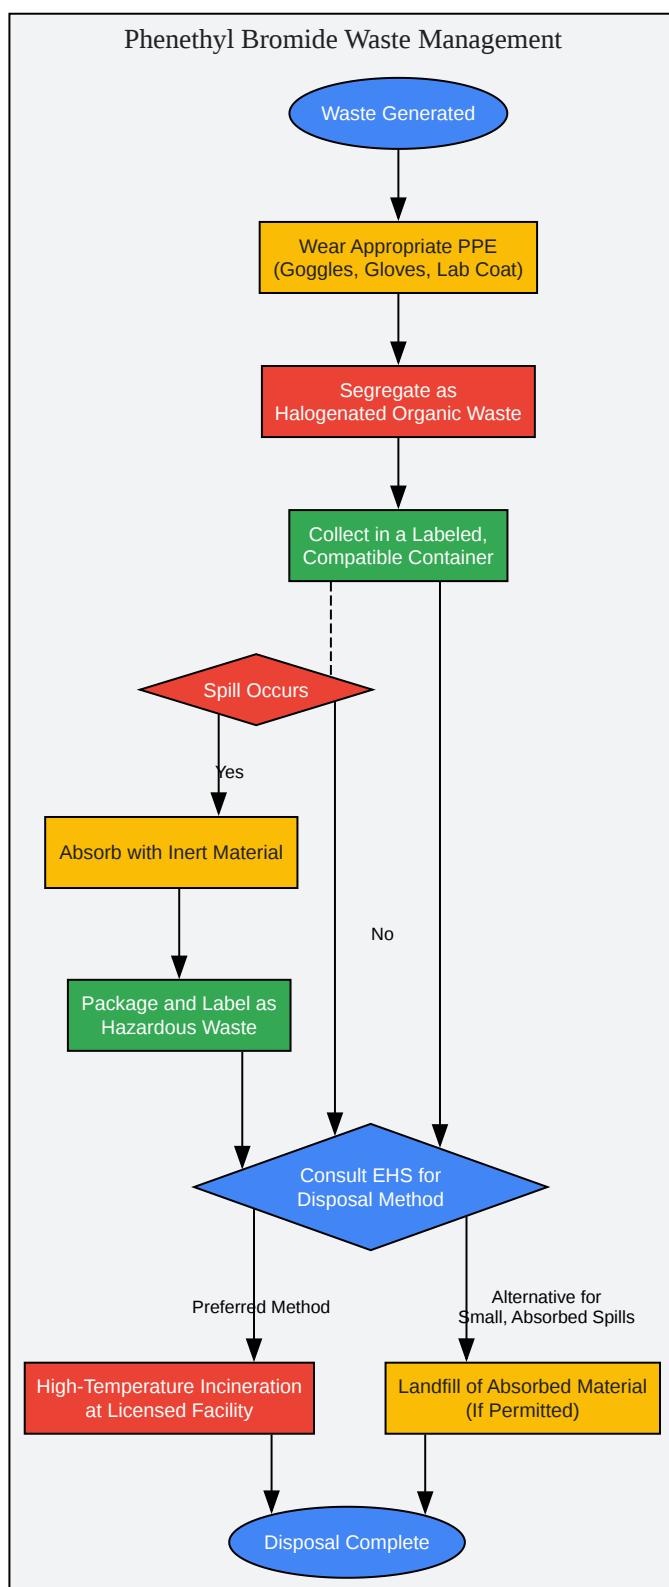 Phenethyl Bromide Waste Management
Waste Generated
Wear Appropriate PPE
(Goggles, Gloves, Lab Coat)
Segregate as
Halogenated Organic Waste
Collect in a Labeled,
Compatible Container
Spill Occurs
Yes
Absorb with Inert Material
No
Package and Label as
Hazardous Waste
Consult EHS for
Disposal Method
Preferred Method
Alternative for
Small, Absorbed Spills
High-Temperature Incineration
at Licensed Facility
Landfill of Absorbed Material
(If Permitted)
Disposal Complete